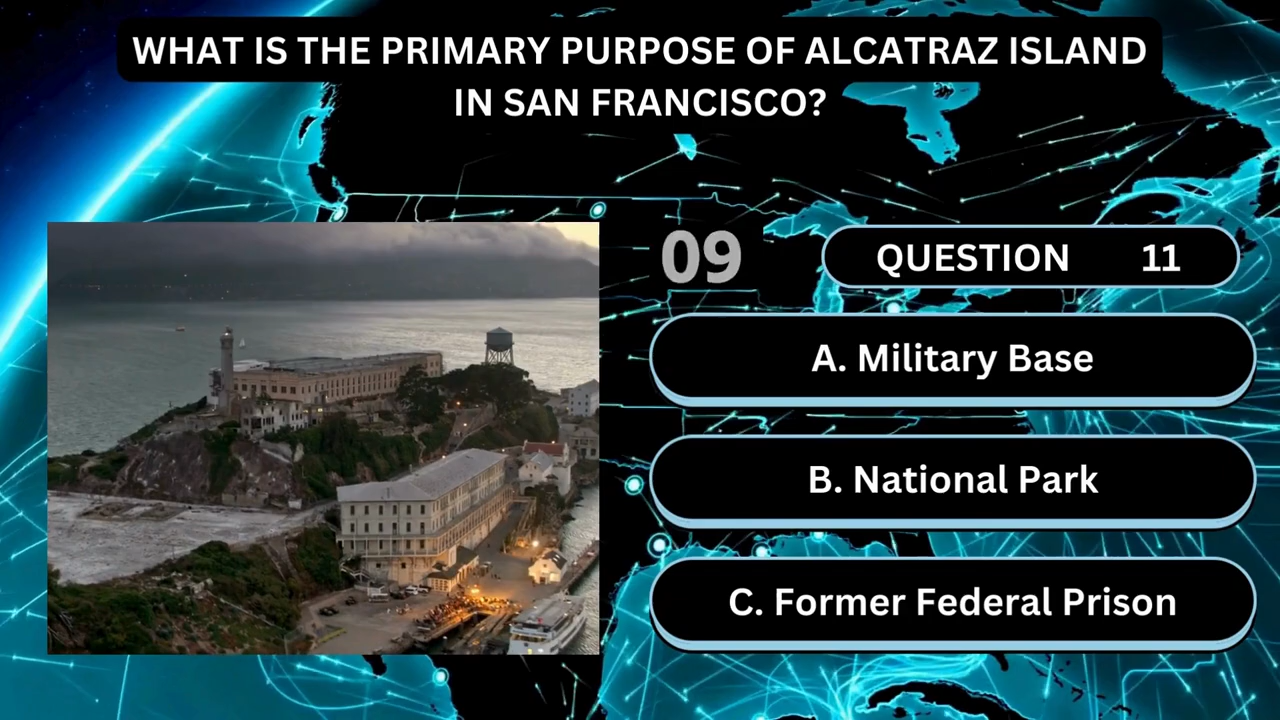 WHAT IS THE PRIMARY PURPOSE OF ALCATRAZ ISLAND
IN SAN FRANCISCO?
09
QUESTION 11
A. Military Base
B. National Park
C. Former Federal Prison